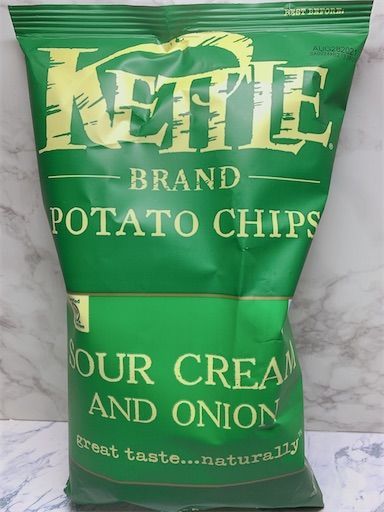 BEST BEFORE:
KETTLE
BRAND
POTATO CHIPS
SOUR CREAM
AND ONION
great taste...naturally